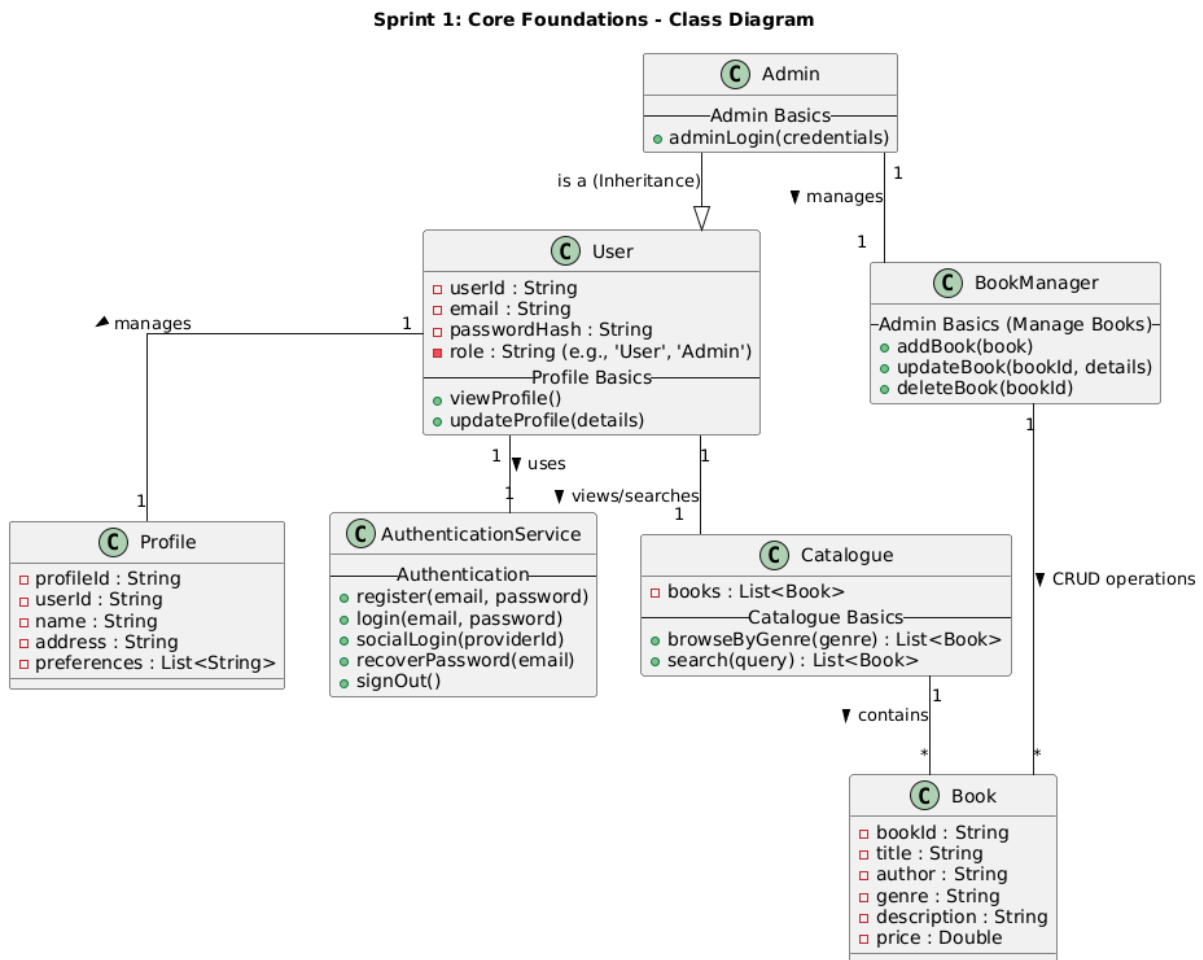 Sprint 1: Core Foundations - Class Diagram
C Admin
Admin Basics
adminLogin(credentials)
is a (Inheritance)
1
manages
1
C User
userId : String
email : String
passwordHash : String
role : String (e.g., 'User', 'Admin')
Profile Basics
viewProfile()
updateProfile(details)
C BookManager
Admin Basics (Manage Books)
addBook(book)
updateBook(bookId, details)
deleteBook(bookId)
manages
1
1
1
uses
1
1
views/searches
1
1
CRUD operations
*
C Profile
profileId : String
userId : String
name : String
address : String
preferences : List<String>
C AuthenticationService
Authentication
register(email, password)
login(email, password)
socialLogin(providerId)
recoverPassword(email)
signOut()
C Catalogue
books : List<Book>
Catalogue Basics
browseByGenre(genre) : List<Book>
search(query) : List<Book>
1
contains
*
C Book
bookId : String
title : String
author : String
genre : String
description : String
price : Double